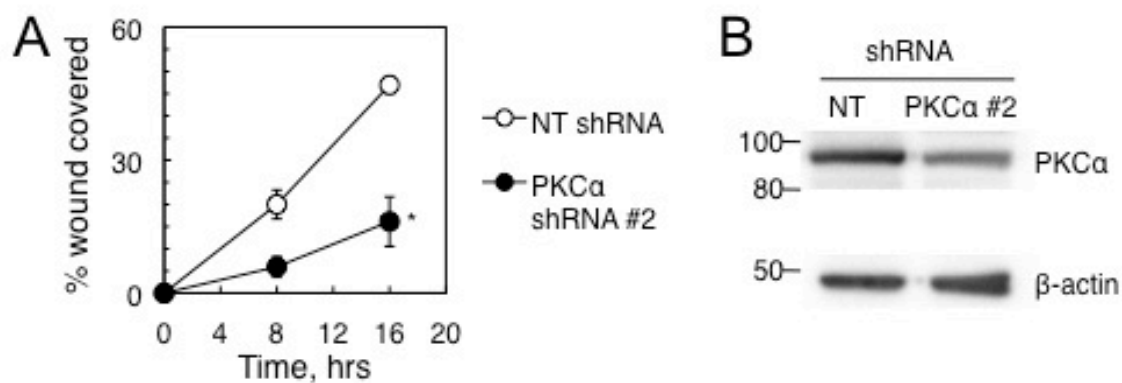 A
% wound covered
60
30
0
0 4 8 12 16 20
Time, hrs
NT shRNA
PKCα
shRNA #2
*
B
shRNA
NT PKCα #2
100
80
PKCα
50
β-actin